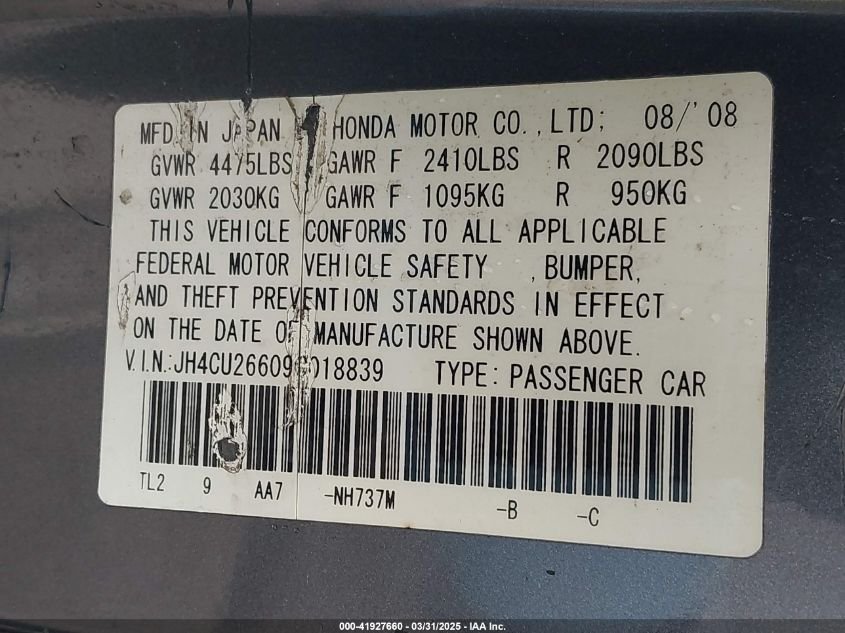 MFD. IN JAPAN HONDA MOTOR CO., LTD; 08/'08
GVWR 4475LBS GAWR F 2410LBS R 2090LBS
GVWR 2030KG GAWR F 1095KG R 950KG
THIS VEHICLE CONFORMS TO ALL APPLICABLE
FEDERAL MOTOR VEHICLE SAFETY , BUMPER,
AND THEFT PREVENTION STANDARDS IN EFFECT
ON THE DATE OF MANUFACTURE SHOWN ABOVE.
V.I.N.: TYPE: PASSENGER CAR
TL2 9 AA7 -NH737M -B -C
000-41927660 - 03/31/2025 - IAA Inc.